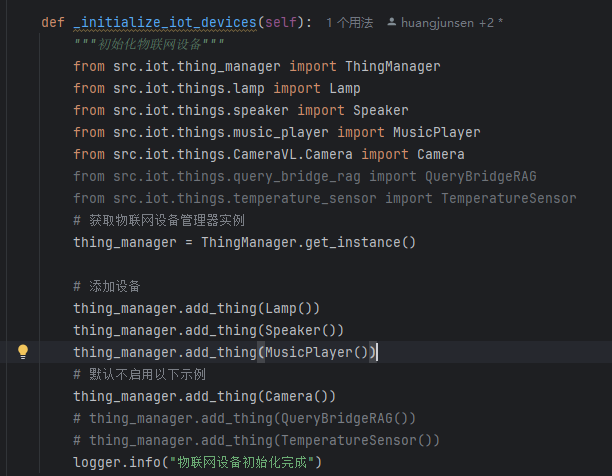 def _initialize_iot_devices(self): 1 个用法 huangjunsen +2 *
"""初始化物联网设备"""
from src.iot.thing_manager import ThingManager
from src.iot.things.lamp import Lamp
from src.iot.things.speaker import Speaker
from src.iot.things.music_player import MusicPlayer
from src.iot.things.CameraVL.Camera import Camera
from src.iot.things.query_bridge_rag import QueryBridgeRAG
from src.iot.things.temperature_sensor import TemperatureSensor
# 获取物联网设备管理器实例
thing_manager = ThingManager.get_instance()
# 添加设备
thing_manager.add_thing(Lamp())
thing_manager.add_thing(Speaker())
thing_manager.add_thing(MusicPlayer())
# 默认不启用以下示例
thing_manager.add_thing(Camera())
# thing_manager.add_thing(QueryBridgeRAG())
# thing_manager.add_thing(TemperatureSensor())
logger.info("物联网设备初始化完成")